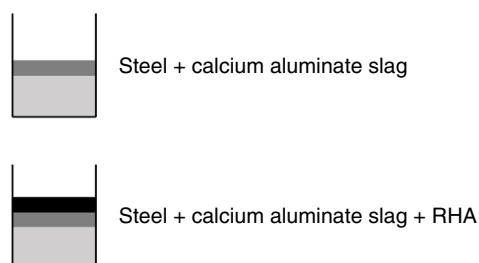 Steel + calcium aluminate slag
Steel + calcium aluminate slag + RHA